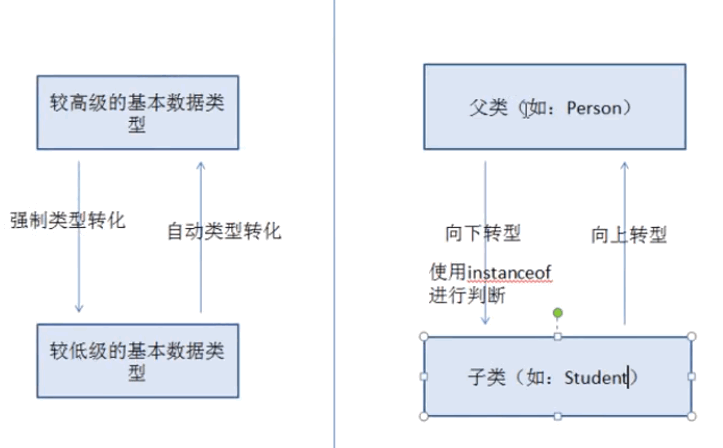 较高级的基本数据类
型
强制类型转化
自动类型转化
较低级的基本数据类
型
父类（如：Person）
向下转型
向上转型
使用instanceof
进行判断
子类（如：Student）